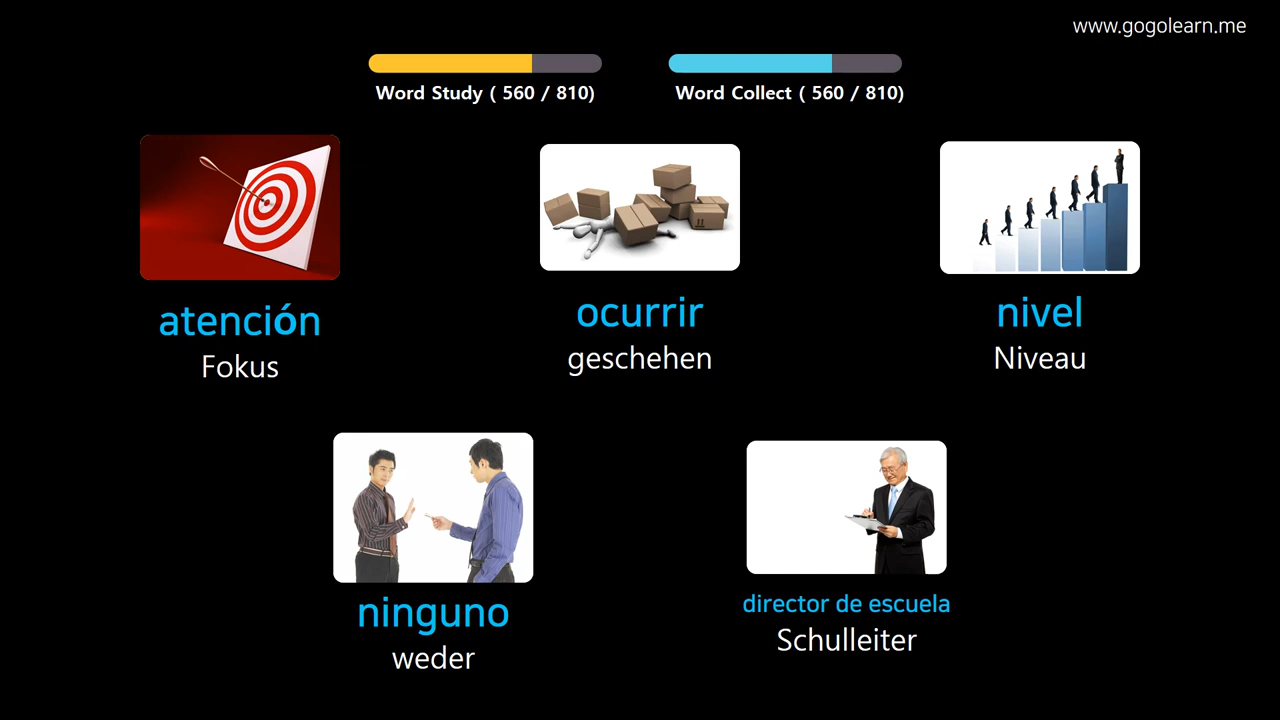 www.gogolearn.me
Word Study ( 560 / 810)
Word Collect ( 560 / 810)
atención
Fokus
ocurrir
geschehen
nivel
Niveau
ninguno
weder
director de escuela
Schulleiter